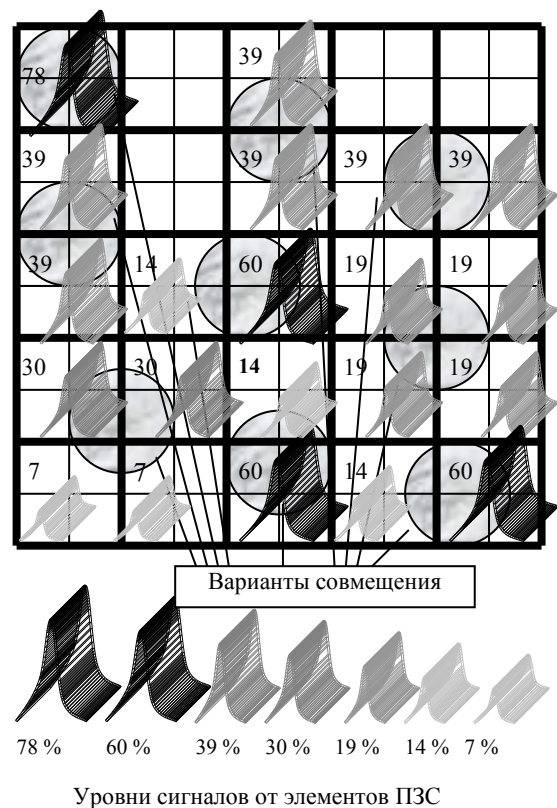 78 39
39 39 39 39
39 14 60 19 19
30 30 14 19 19
7 7 60 14 60
Варианты совмещения
78 % 60 % 39 % 30 % 19 % 14 % 7 %
Уровни сигналов от элементов ПЗС